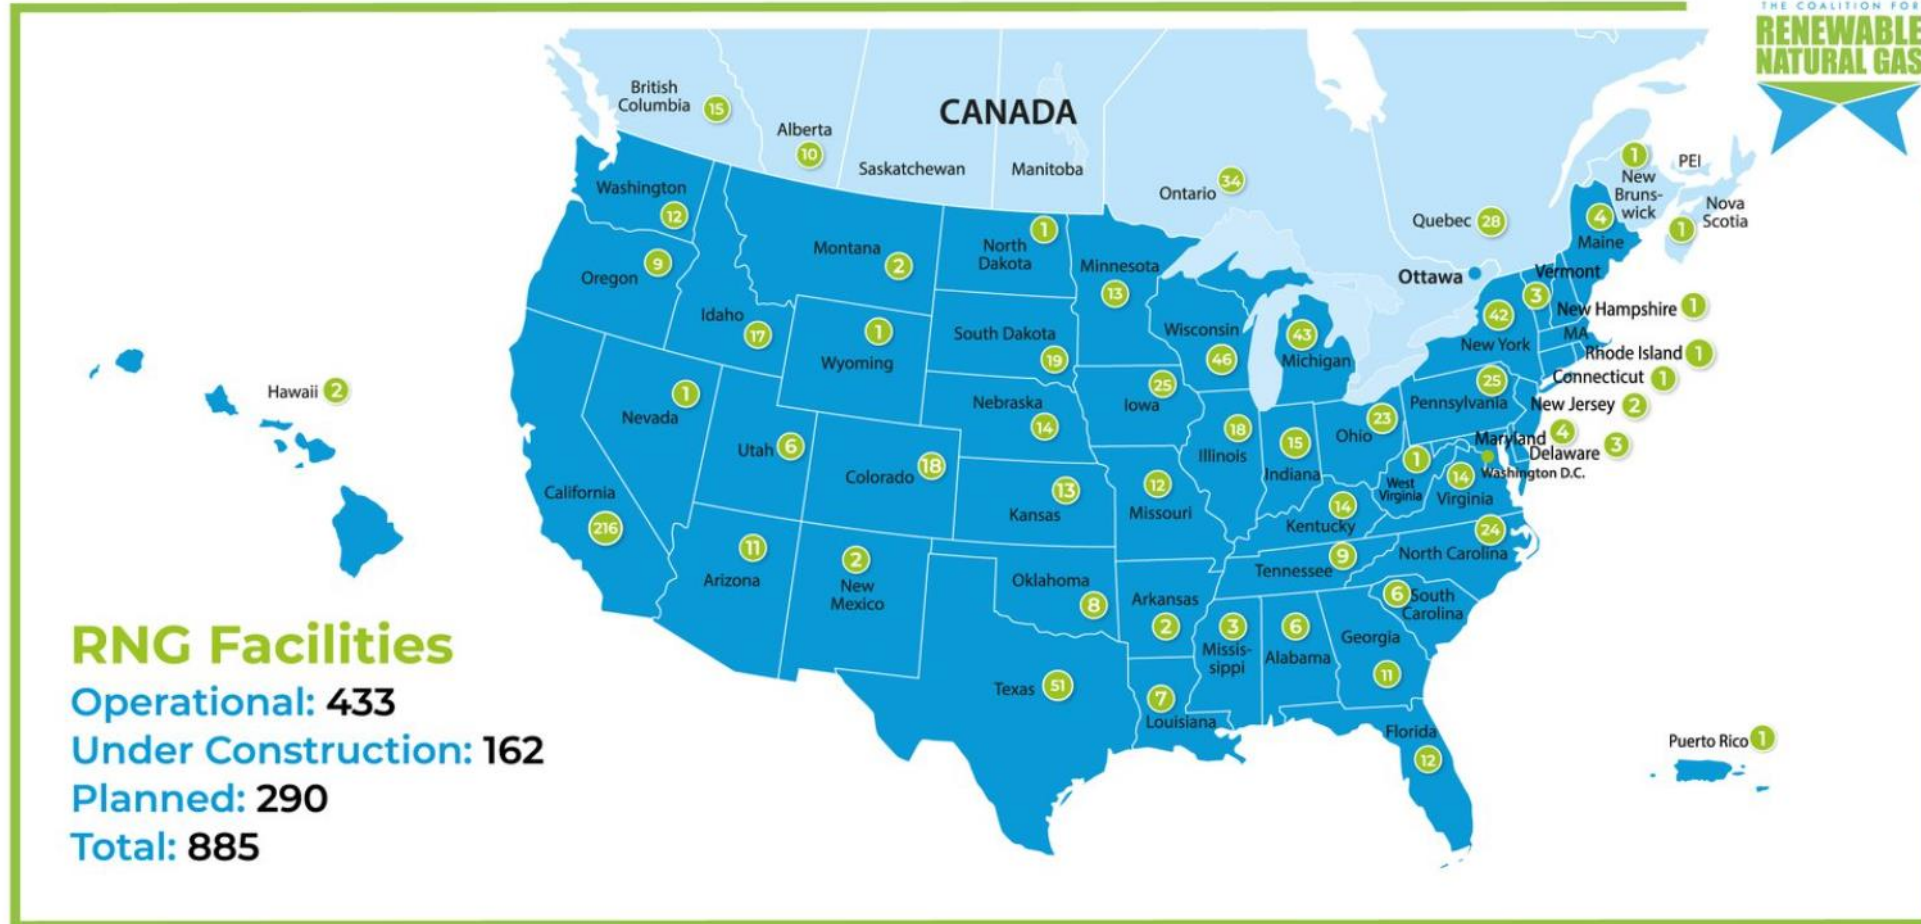 THE COALITION FOR
RENEWABLE
NATURAL GAS
CANADA
British
Columbia
15
Alberta
10
Saskatchewan
Manitoba
Ontario
34
Quebec
28
1
New
Bruns-
wick
PEI
Nova
Scotia
1
Ottawa
Washington
12
Oregon
9
Idaho
17
Montana
2
North
Dakota
1
Minnesota
13
South Dakota
19
Wyoming
1
Wisconsin
46
Michigan
43
Maine
4
Vermont
3
New Hampshire
1
MA
New York
42
Rhode Island
1
Connecticut
1
New Jersey
2
Pennsylvania
25
Maryland
4
Delaware
3
Washington D.C.
Hawaii
2
Nevada
1
Utah
6
Colorado
18
Nebraska
14
Iowa
25
Illinois
18
Indiana
15
Ohio
23
West
Virginia
1
Virginia
14
California
216
Kansas
13
Missouri
12
Kentucky
14
North Carolina
24
Tennessee
9
Arizona
11
New
Mexico
2
Oklahoma
8
Arkansas
2
South
Carolina
6
Missis-
sippi
3
Alabama
6
Georgia
11
Texas
51
Louisiana
7
Florida
12
Puerto Rico
1
RNG Facilities
Operational: 433
Under Construction: 162
Planned: 290
Total: 885